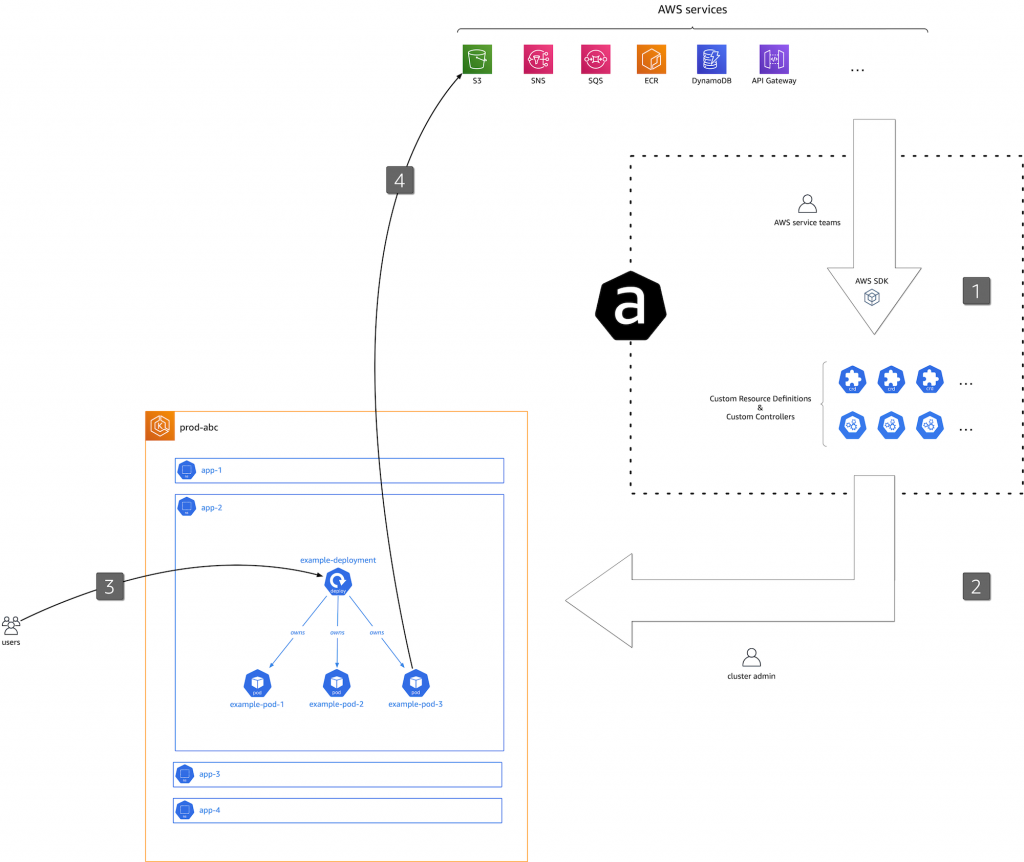 AWS services
S3
SNS
SQS
ECR
DynamoDB
API Gateway
...
4
AWS service teams
AWS SDK
1
a
crd
crd
crd
...
Custom Resource Definitions
&
Custom Controllers
...
prod-abc
app-1
app-2
example-deployment
deploy
3
users
owns
owns
owns
pod
pod
pod
example-pod-1
example-pod-2
example-pod-3
2
cluster admin
app-3
app-4